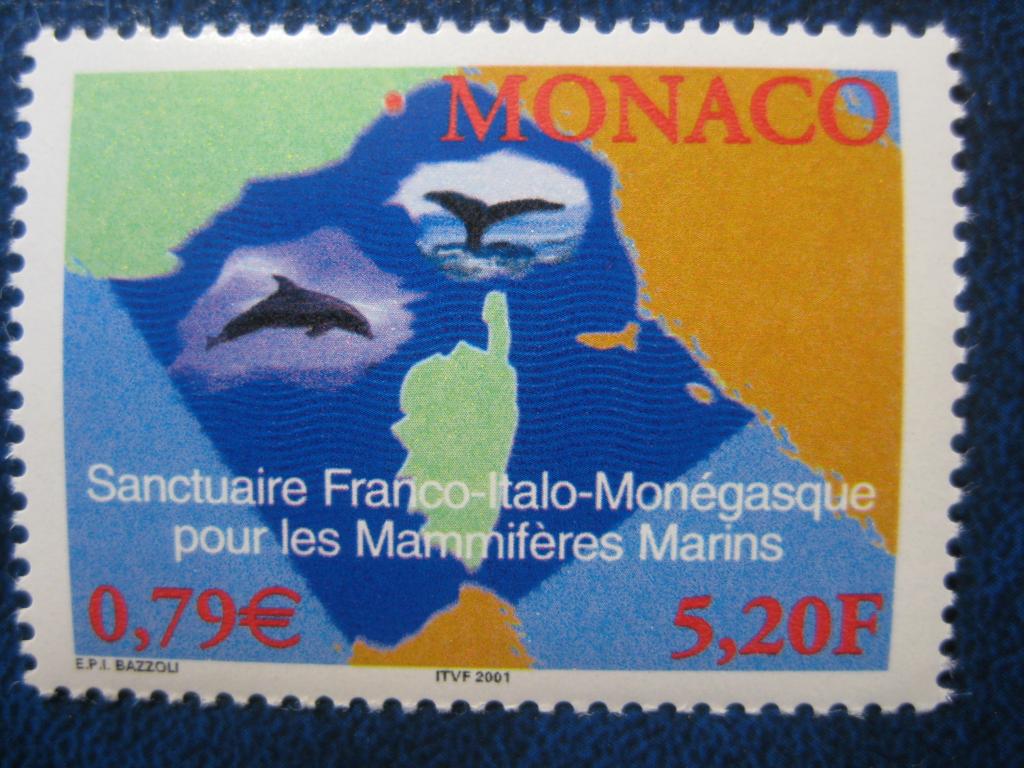 MONACO
Sanctuaire Franco-Italo-Monégasque
pour les Mammifères Marins
0,79€ 5,20F
E.P.I. BAZZOLI ITVF 2001